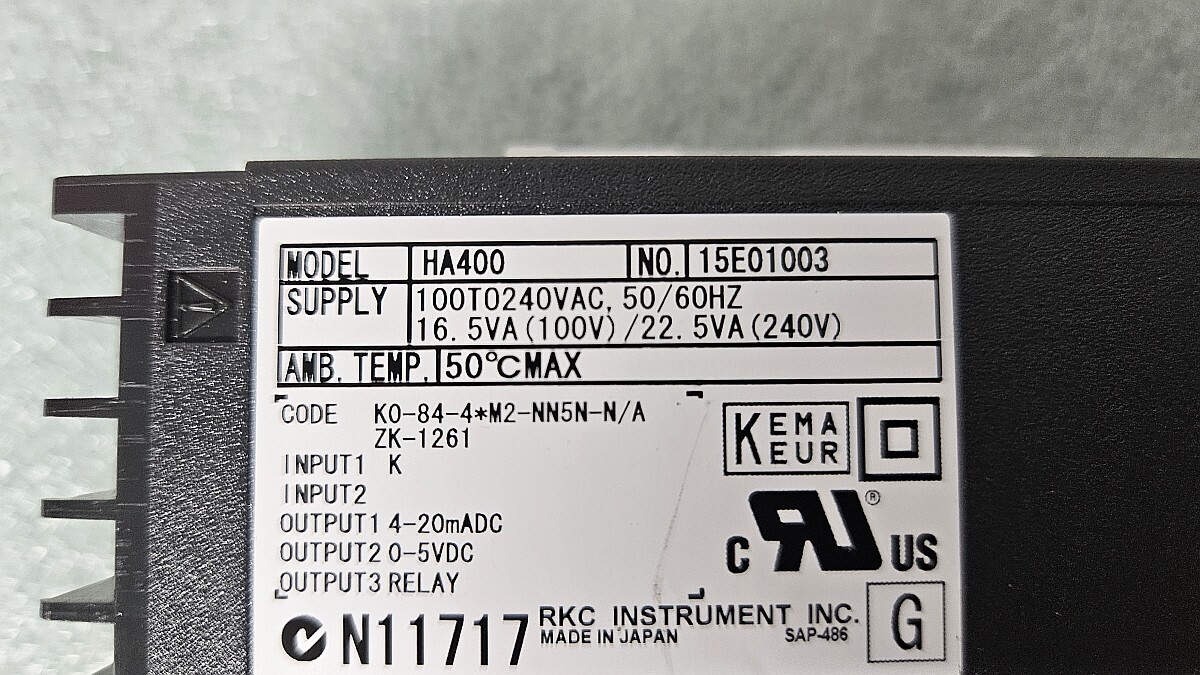 MODEL HA400 NO. 15E01003
SUPPLY 100TO240VAC, 50/60HZ
16.5VA(100V)/22.5VA(240V)
AMB. TEMP. 50℃MAX
CODE K0-84-4*M2-NN5N-N/A
ZK-1261
INPUT1 K
INPUT2
OUTPUT1 4-20mADC
OUTPUT2 0-5VDC
OUTPUT3 RELAY
KEMA
EUR
C RU® US
N11717
RKC INSTRUMENT INC.
MADE IN JAPAN SAP-486
G